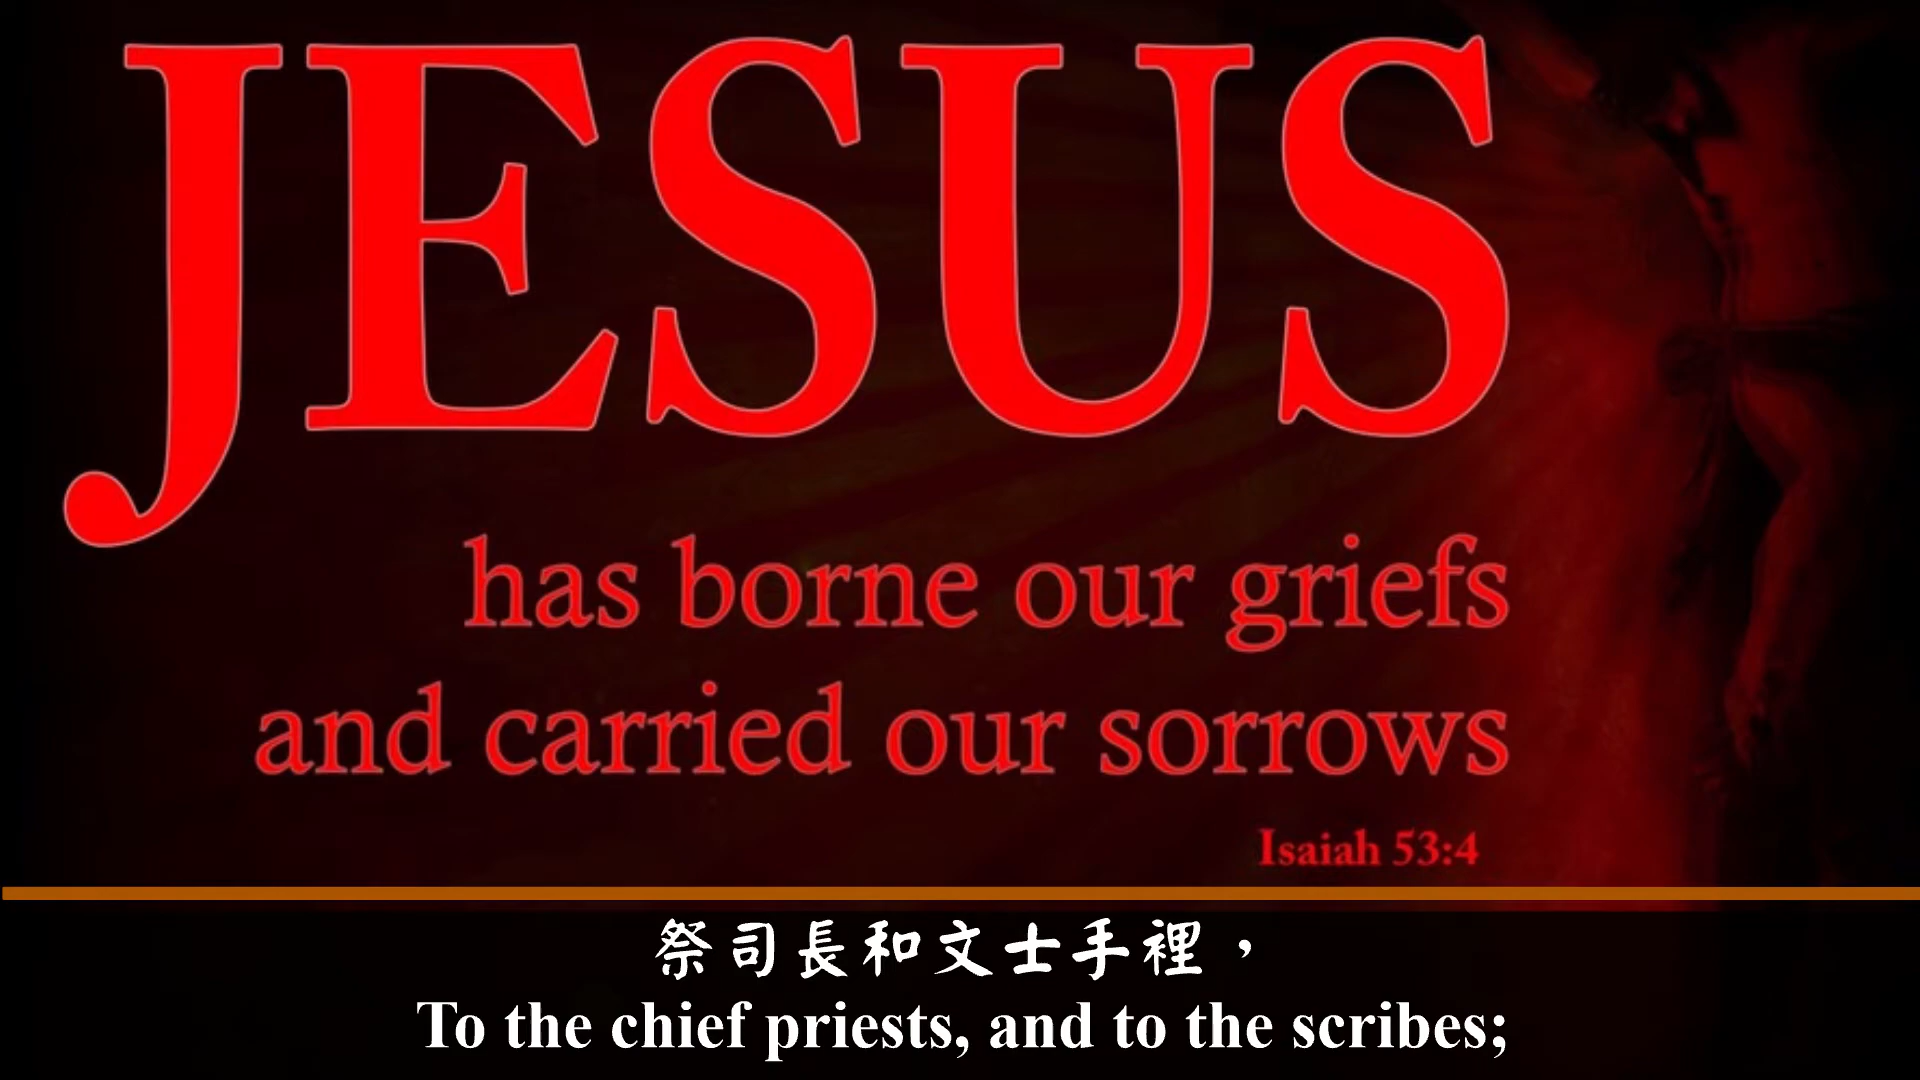 JESUS
has borne our griefs
and carried our sorrows
Isaiah 53:4
祭司長和文士手裡，
To the chief priests, and to the scribes;